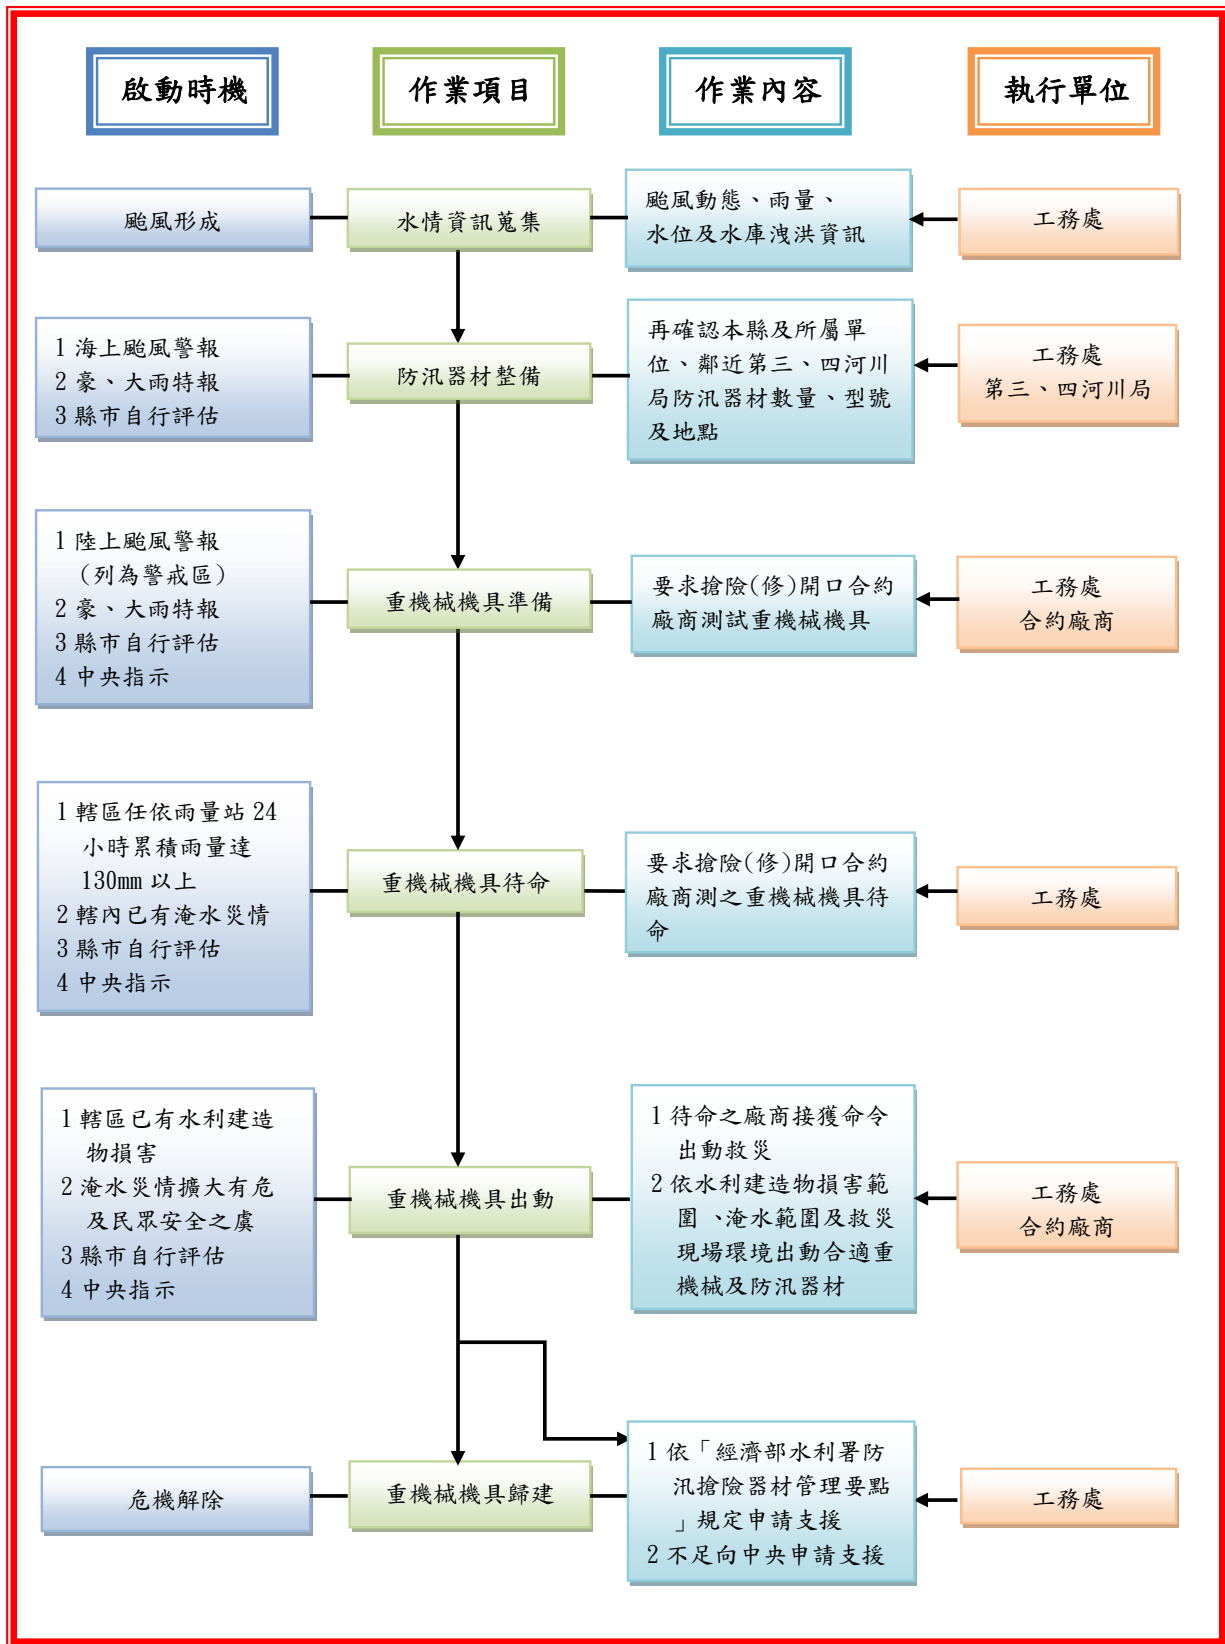 啟動時機
作業項目
作業內容
執行單位
颱風形成
水情資訊蒐集
颱風動態、雨量、
水位及水庫洩洪資訊
工務處
1 海上颱風警報
2 豪、大雨特報
3 縣市自行評估
防汛器材整備
再確認本縣及所屬單
位、鄰近第三、四河川
局防汛器材數量、型號
及地點
工務處
第三、四河川局
1 陸上颱風警報
(列為警戒區)
2 豪、大雨特報
3 縣市自行評估
4 中央指示
重機械機具準備
要求搶險(修)開口合約
廠商測試重機械機具
工務處
合約廠商
1 轄區任依雨量站 24
小時累積雨量達
130mm 以上
2 轄內已有淹水災情
3 縣市自行評估
4 中央指示
重機械機具待命
要求搶險(修)開口合約
廠商測之重機械機具待
命
工務處
1 轄區已有水利建造
物損害
2 淹水災情擴大有危
及民眾安全之虞
3 縣市自行評估
4 中央指示
重機械機具出動
1 待命之廠商接獲命令
出動救災
2 依水利建造物損害範
圍、淹水範圍及救災
現場環境出動合適重
機械及防汛器材
工務處
合約廠商
危機解除
重機械機具歸建
1 依「經濟部水利署防
汛搶險器材管理要點
」規定申請支援
2 不足向中央申請支援
工務處